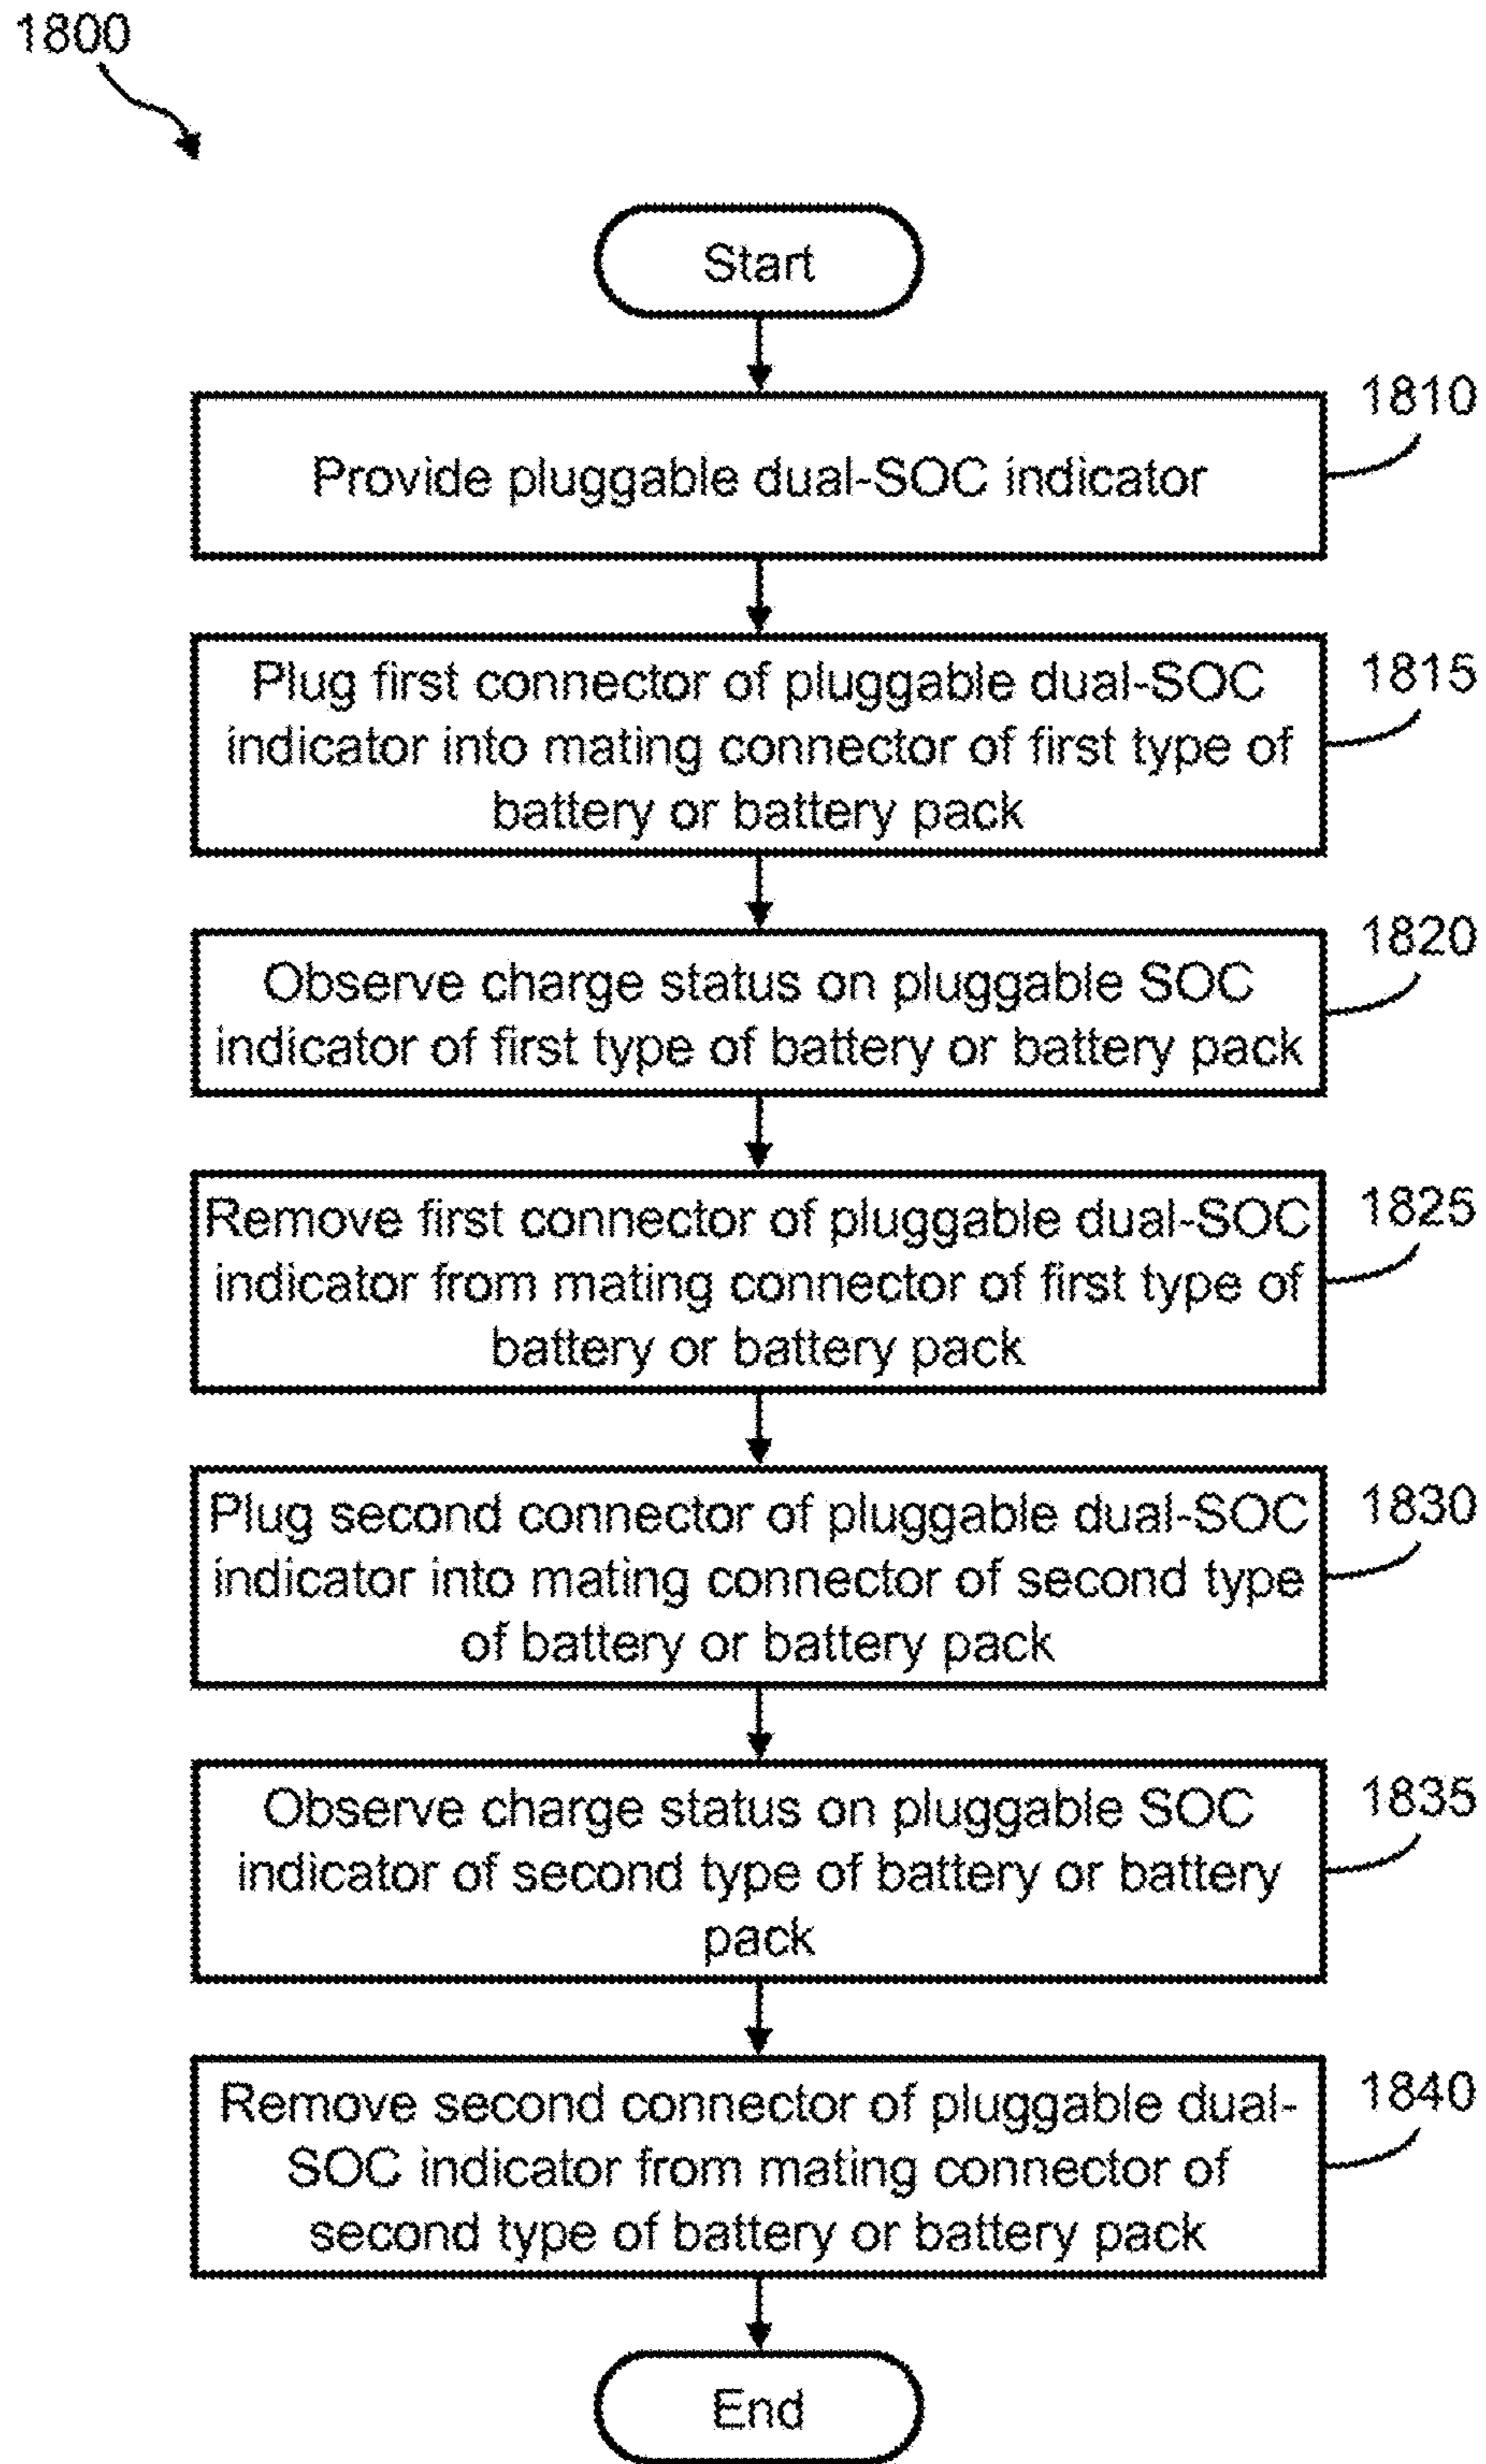 1800
Start
1810
Provide pluggable dual-SOC indicator
1815
Plug first connector of pluggable dual-SOC
indicator into mating connector of first type of
battery or battery pack
1820
Observe charge status on pluggable SOC
indicator of first type of battery or battery pack
1825
Remove first connector of pluggable dual-SOC
indicator from mating connector of first type of
battery or battery pack
1830
Plug second connector of pluggable dual-SOC
indicator into mating connector of second type
of battery or battery pack
1835
Observe charge status on pluggable SOC
indicator of second type of battery or battery
pack
1840
Remove second connector of pluggable dual-
SOC indicator from mating connector of
second type of battery or battery pack
End